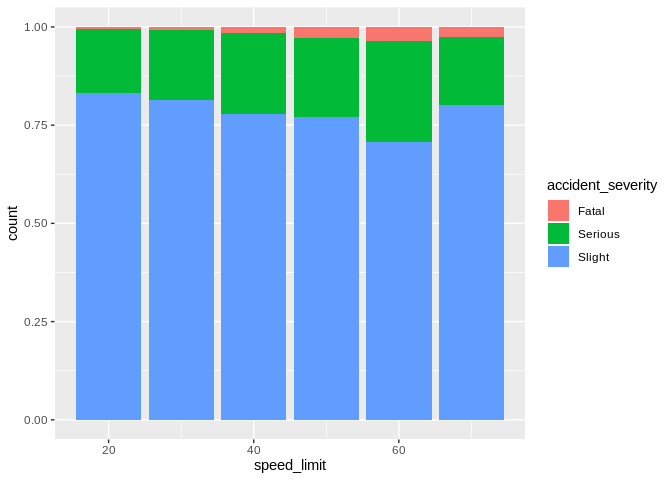 1.00
0.75
0.50
0.25
0.00
count
20
40
60
speed_limit
accident_severity
Fatal
Serious
Slight